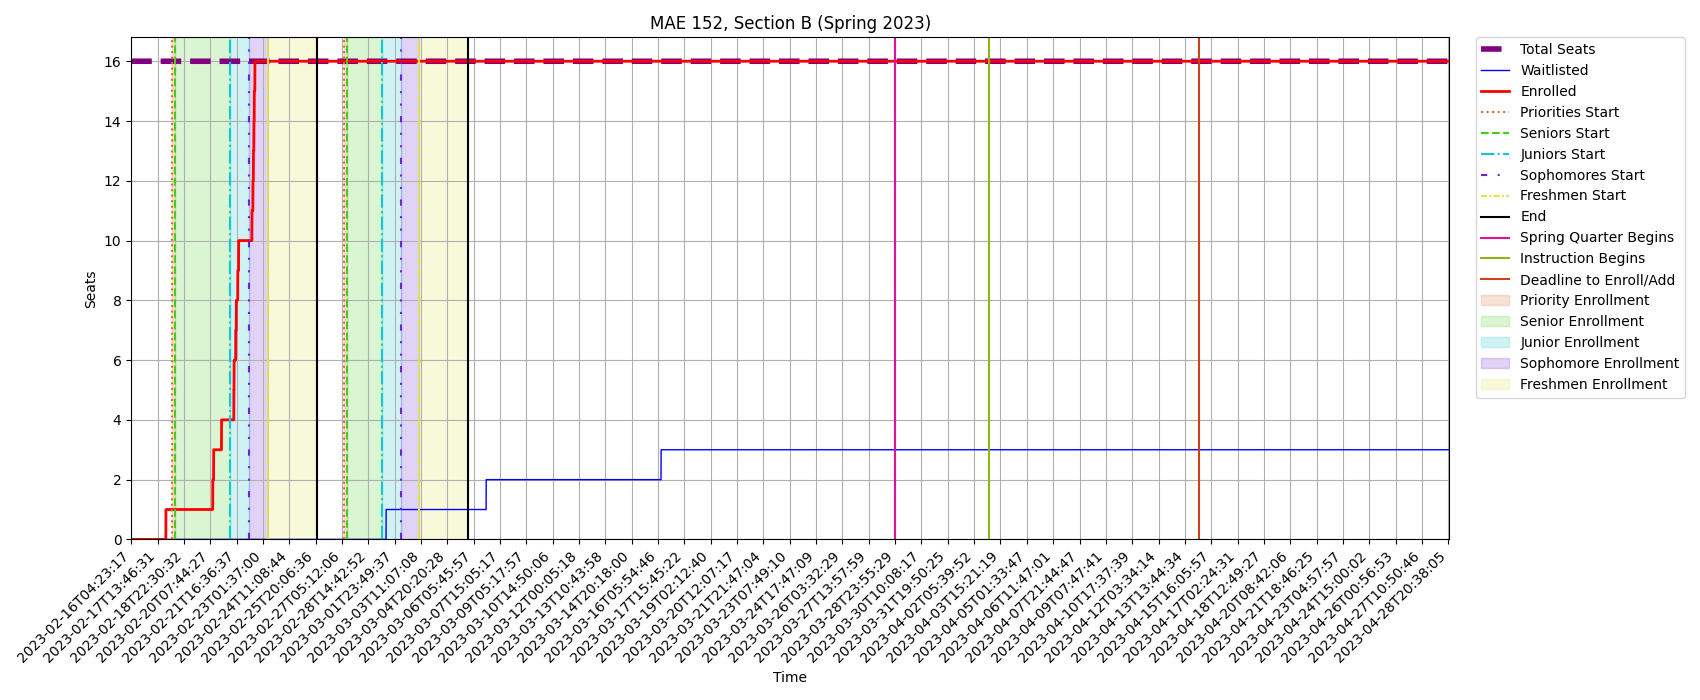 MAE 152, Section B (Spring 2023)
Seats
16
14
12
10
8
6
4
2
0
2023-02-16T04:23:17
2023-02-17T13:46:31
2023-02-18T22:30:32
2023-02-20T07:44:27
2023-02-21T16:36:37
2023-02-23T01:37:00
2023-02-24T11:08:44
2023-02-25T20:06:36
2023-02-27T05:12:06
2023-02-28T14:42:52
2023-03-01T23:49:37
2023-03-03T11:07:08
2023-03-04T20:20:28
2023-03-06T05:45:57
2023-03-07T15:05:17
2023-03-09T05:17:57
2023-03-10T14:50:06
2023-03-12T00:05:18
2023-03-13T10:43:58
2023-03-14T20:18:00
2023-03-16T05:54:46
2023-03-17T15:45:22
2023-03-19T02:12:40
2023-03-20T12:07:17
2023-03-21T21:47:04
2023-03-23T07:49:10
2023-03-24T17:47:09
2023-03-26T03:32:29
2023-03-27T13:57:59
2023-03-28T23:55:29
2023-03-30T10:08:17
2023-03-31T19:50:25
2023-04-02T05:39:52
2023-04-03T15:21:19
2023-04-05T01:33:47
2023-04-06T11:47:01
2023-04-07T21:44:47
2023-04-09T07:47:41
2023-04-10T17:37:39
2023-04-12T03:34:14
2023-04-13T13:44:34
2023-04-15T16:05:57
2023-04-17T02:24:31
2023-04-18T12:49:27
2023-04-20T08:42:06
2023-04-21T18:46:25
2023-04-23T04:57:57
2023-04-24T15:00:02
2023-04-26T00:56:53
2023-04-27T10:50:46
2023-04-28T20:38:05
Time
Total Seats
Waitlisted
Enrolled
Priorities Start
Seniors Start
Juniors Start
Sophomores Start
Freshmen Start
End
Spring Quarter Begins
Instruction Begins
Deadline to Enroll/Add
Priority Enrollment
Senior Enrollment
Junior Enrollment
Sophomore Enrollment
Freshmen Enrollment